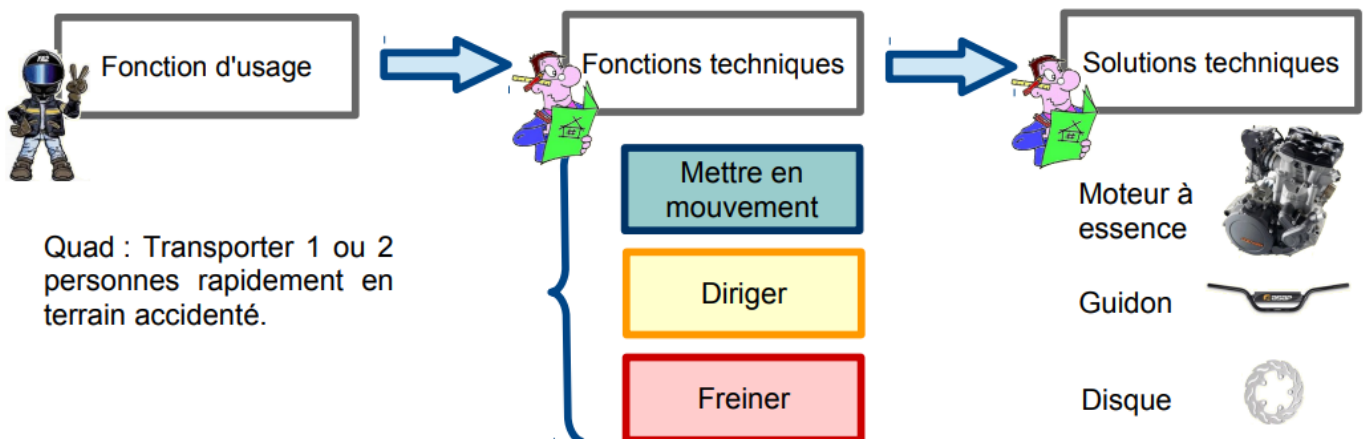 Fonction d'usage
Fonctions techniques
Solutions techniques
Quad : Transporter 1 ou 2
personnes rapidement en
terrain accidenté.
Mettre en
mouvement
Diriger
Freiner
Moteur à
essence
Guidon
Disque